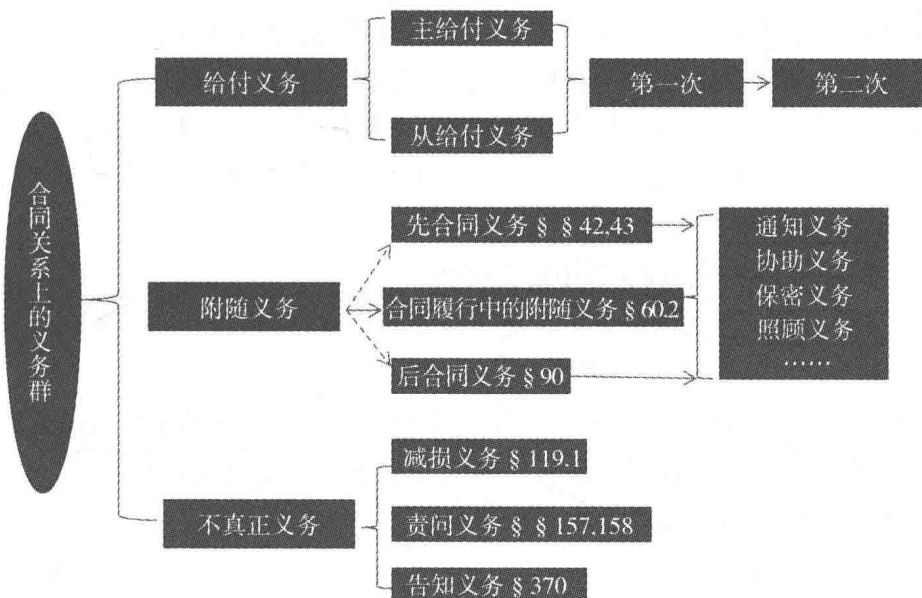 合同关系上的义务群
给付义务
主给付义务
从给付义务
第一次
第二次
附随义务
先合同义务 § § 42,43
合同履行中的附随义务 § 60.2
后合同义务 § 90
通知义务
协助义务
保密义务
照顾义务
……
不真正义务
减损义务 § 119.1
责问义务 § § 157,158
告知义务 § 370